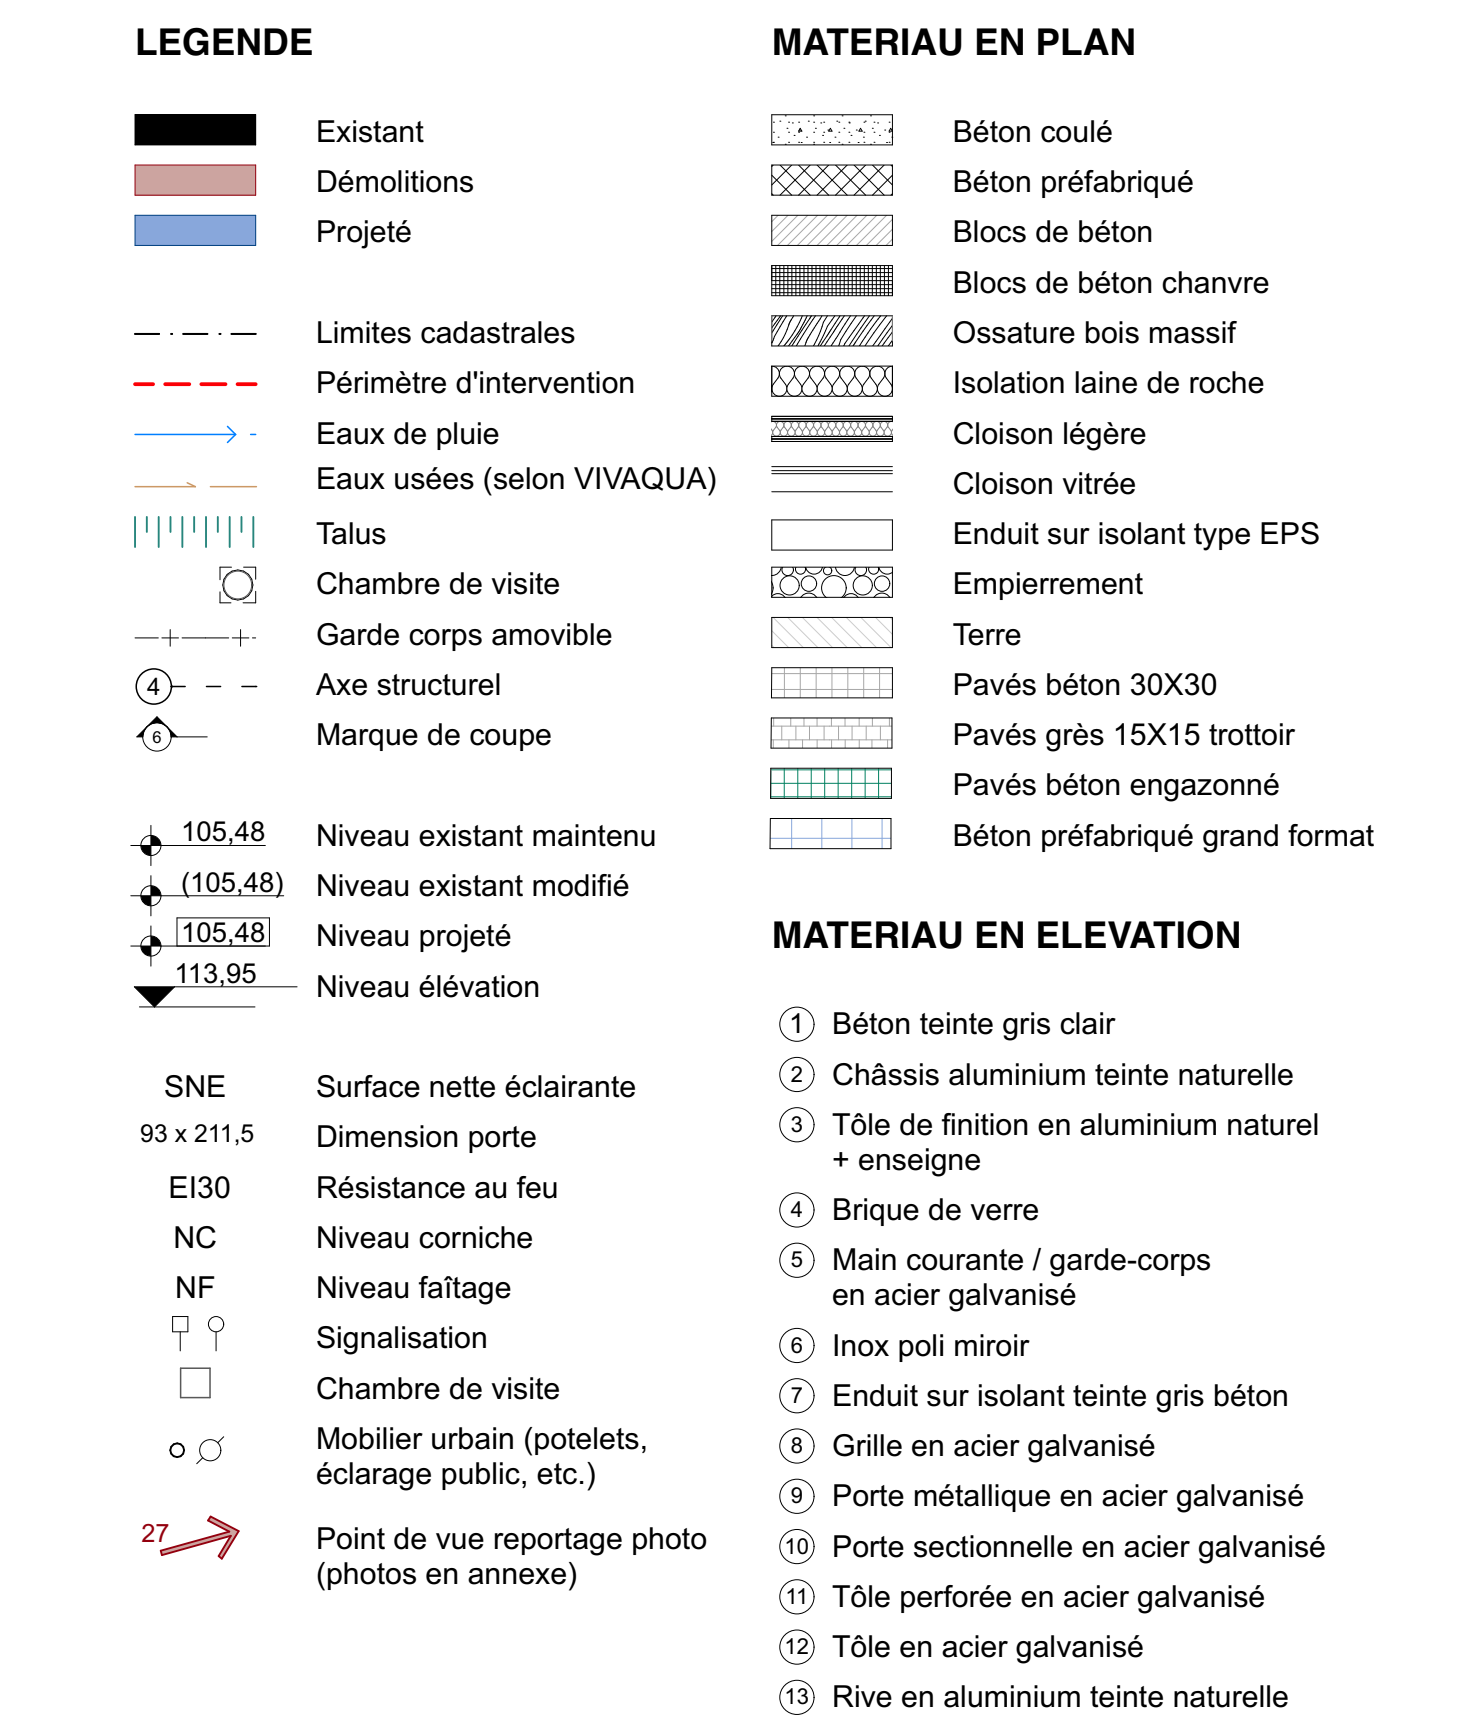 LEGENDE
Existant
Démolitions
Projeté
Limites cadastrales
Périmètre d'intervention
Eaux de pluie
Eaux usées (selon VIVAQUA)
Talus
Chambre de visite
Garde corps amovible
4 Axe structurel
6 Marque de coupe
105,48 Niveau existant maintenu
(105,48) Niveau existant modifié
105,48 Niveau projeté
113,95 Niveau élévation
SNE Surface nette éclairante
93 x 211,5 Dimension porte
EI30 Résistance au feu
NC Niveau corniche
NF Niveau faîtage
Signalisation
Chambre de visite
Mobilier urbain (potelets,
éclarage public, etc.)
27 Point de vue reportage photo
(photos en annexe)
MATERIAU EN PLAN
Béton coulé
Béton préfabriqué
Blocs de béton
Blocs de béton chanvre
Ossature bois massif
Isolation laine de roche
Cloison légère
Cloison vitrée
Enduit sur isolant type EPS
Empierrement
Terre
Pavés béton 30X30
Pavés grès 15X15 trottoir
Pavés béton engazonné
Béton préfabriqué grand format
MATERIAU EN ELEVATION
1 Béton teinte gris clair
2 Châssis aluminium teinte naturelle
3 Tôle de finition en aluminium naturel
+ enseigne
4 Brique de verre
5 Main courante / garde-corps
en acier galvanisé
6 Inox poli miroir
7 Enduit sur isolant teinte gris béton
8 Grille en acier galvanisé
9 Porte métallique en acier galvanisé
10 Porte sectionnelle en acier galvanisé
11 Tôle perforée en acier galvanisé
12 Tôle en acier galvanisé
13 Rive en aluminium teinte naturelle